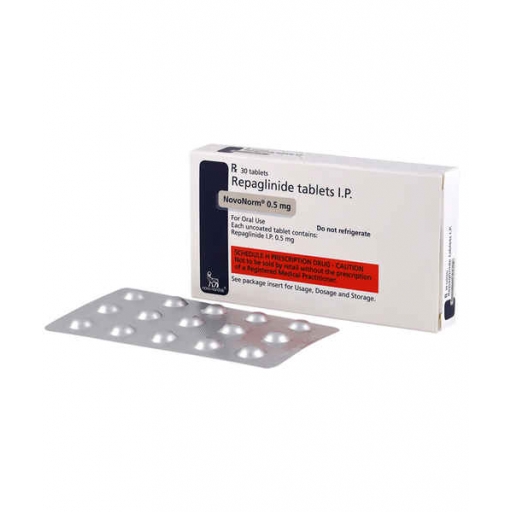 Rx 30 tablets
Repaglinide tablets I.P.
NovoNorm® 0.5 mg
For Oral Use
Do not refrigerate
Each uncoated tablet contains:
Repaglinide I.P. 0.5 mg
SCHEDULE H PRESCRIPTION DRUG - CAUTION
Not to be sold by retail without the prescription
of a Registered Medical Practitioner.
See package insert for Usage, Dosage and Storage.